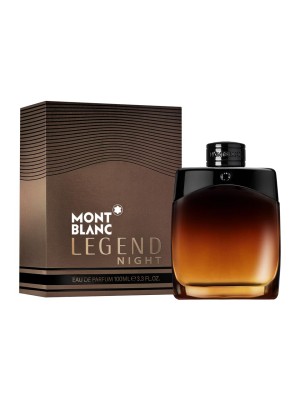 MONT
BLANC
LEGEND
NIGHT
EAU DE PARFUM 100ML℮3.3 FL.OZ.